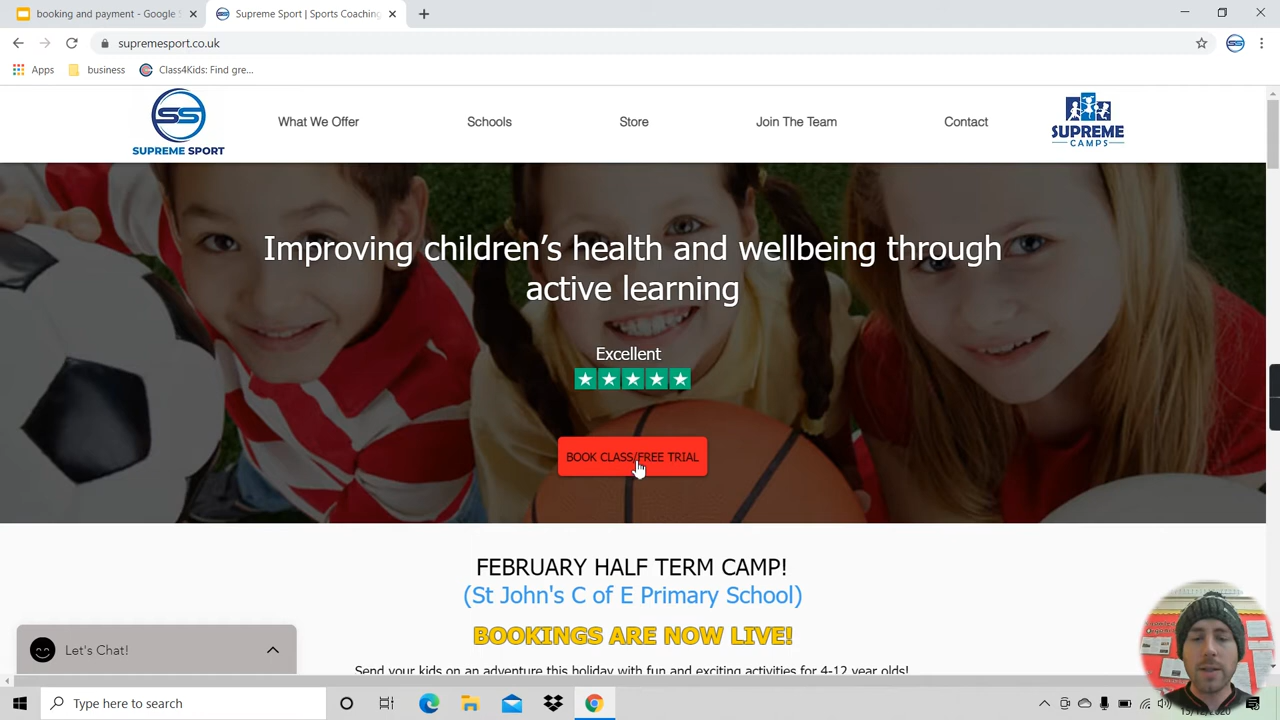 booking and payment - Google S
Supreme Sport | Sports Coaching
supremesport.co.uk
Apps
business
Class4Kids: Find gre...
SS
SUPREME SPORT
What We Offer
Schools
Store
Join The Team
Contact
SUPREME
CAMPS
Improving children's health and wellbeing through
active learning
Excellent
BOOK CLASS/FREE TRIAL
FEBRUARY HALF TERM CAMP!
(St John's C of E Primary School)
BOOKINGS ARE NOW LIVE!
Send your kids on an adventure this holiday with fun and exciting activities for 4-12 year olds!
Let's Chat!
Type here to search